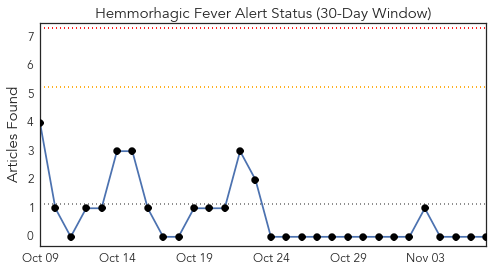 Hemmorhagic Fever Alert Status (30-Day Window)
Articles Found
7
6
5
4
3
2
1
0
Oct 09 Oct 14 Oct 19 Oct 24 Oct 29 Nov 03